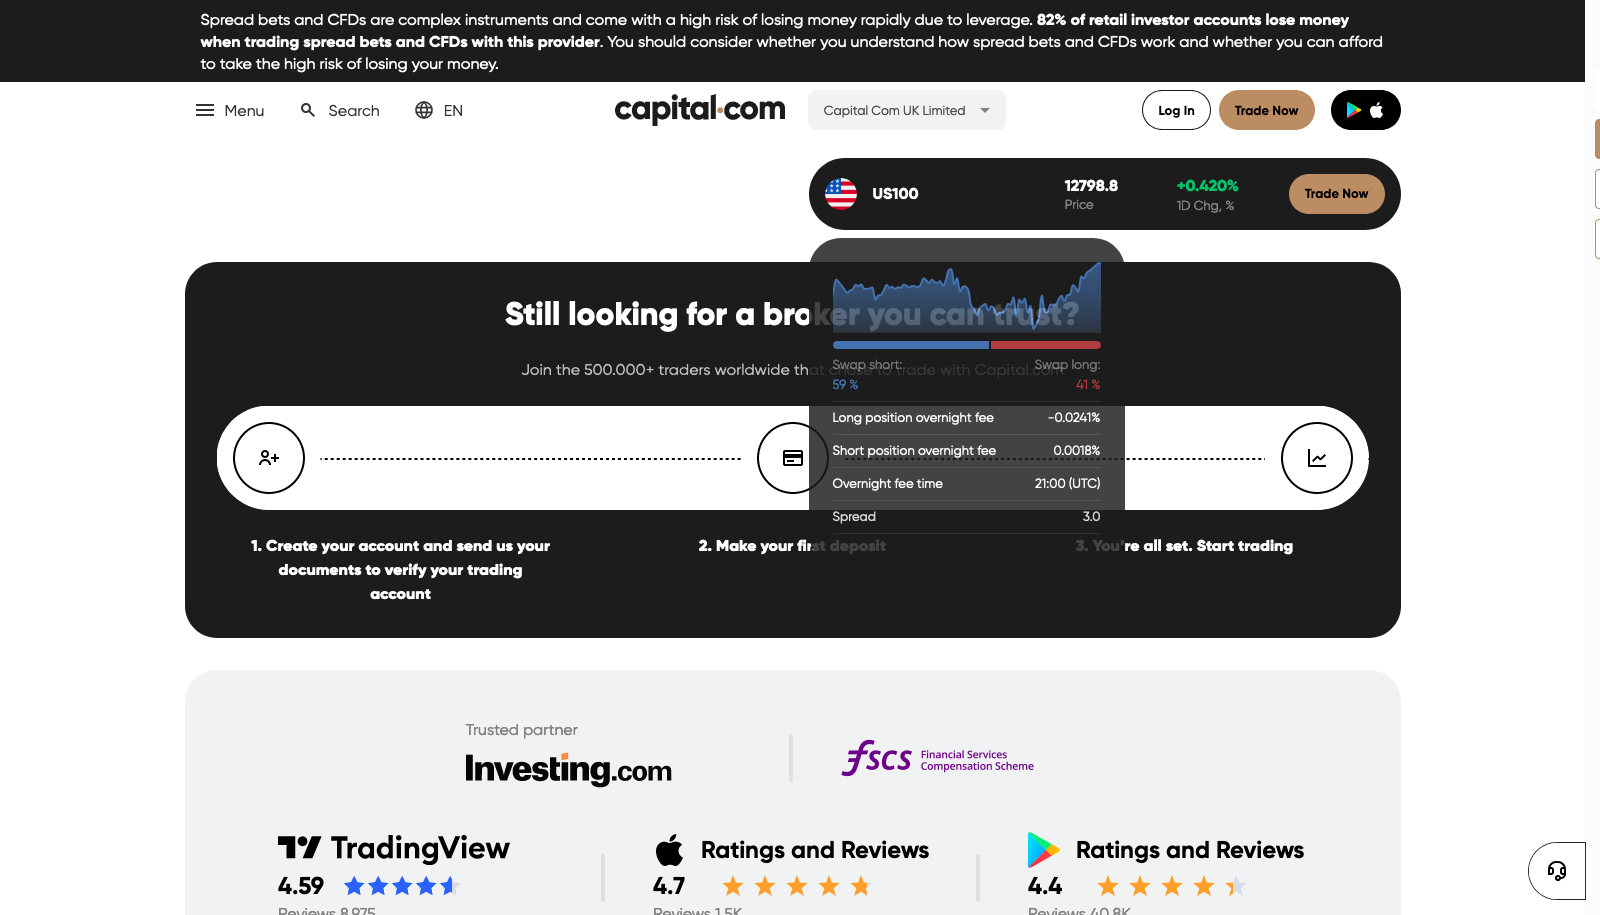 Spread bets and CFDs are complex instruments and come with a high risk of losing money rapidly due to leverage. 82% of retail investor accounts lose money
when trading spread bets and CFDs with this provider. You should consider whether you understand how spread bets and CFDs work and whether you can afford
to take the high risk of losing your money.
Menu
Search
EN
capital.com
Capital Com UK Limited
Log In
Trade Now
US100
12798.8
Price
+0.420%
1D Chg, %
Trade Now
Still looking for a broker you can trust?
Join the 500.000+ traders worldwide that chose to trade with Capital.com
Swap short:
Swap long:
59 %
41 %
Long position overnight fee
-0.0241%
Short position overnight fee
0.0018%
Overnight fee time
21:00 (UTC)
Spread
3.0
1. Create your account and send us your
documents to verify your trading
account
2. Make your first deposit
3. You're all set. Start trading
Trusted partner
Investing.com
fscs
Financial Services
Compensation Scheme
TradingView
4.59
Reviews 8,975
Ratings and Reviews
4.7
Reviews 1.5K
Ratings and Reviews
4.4
Reviews 40.8K